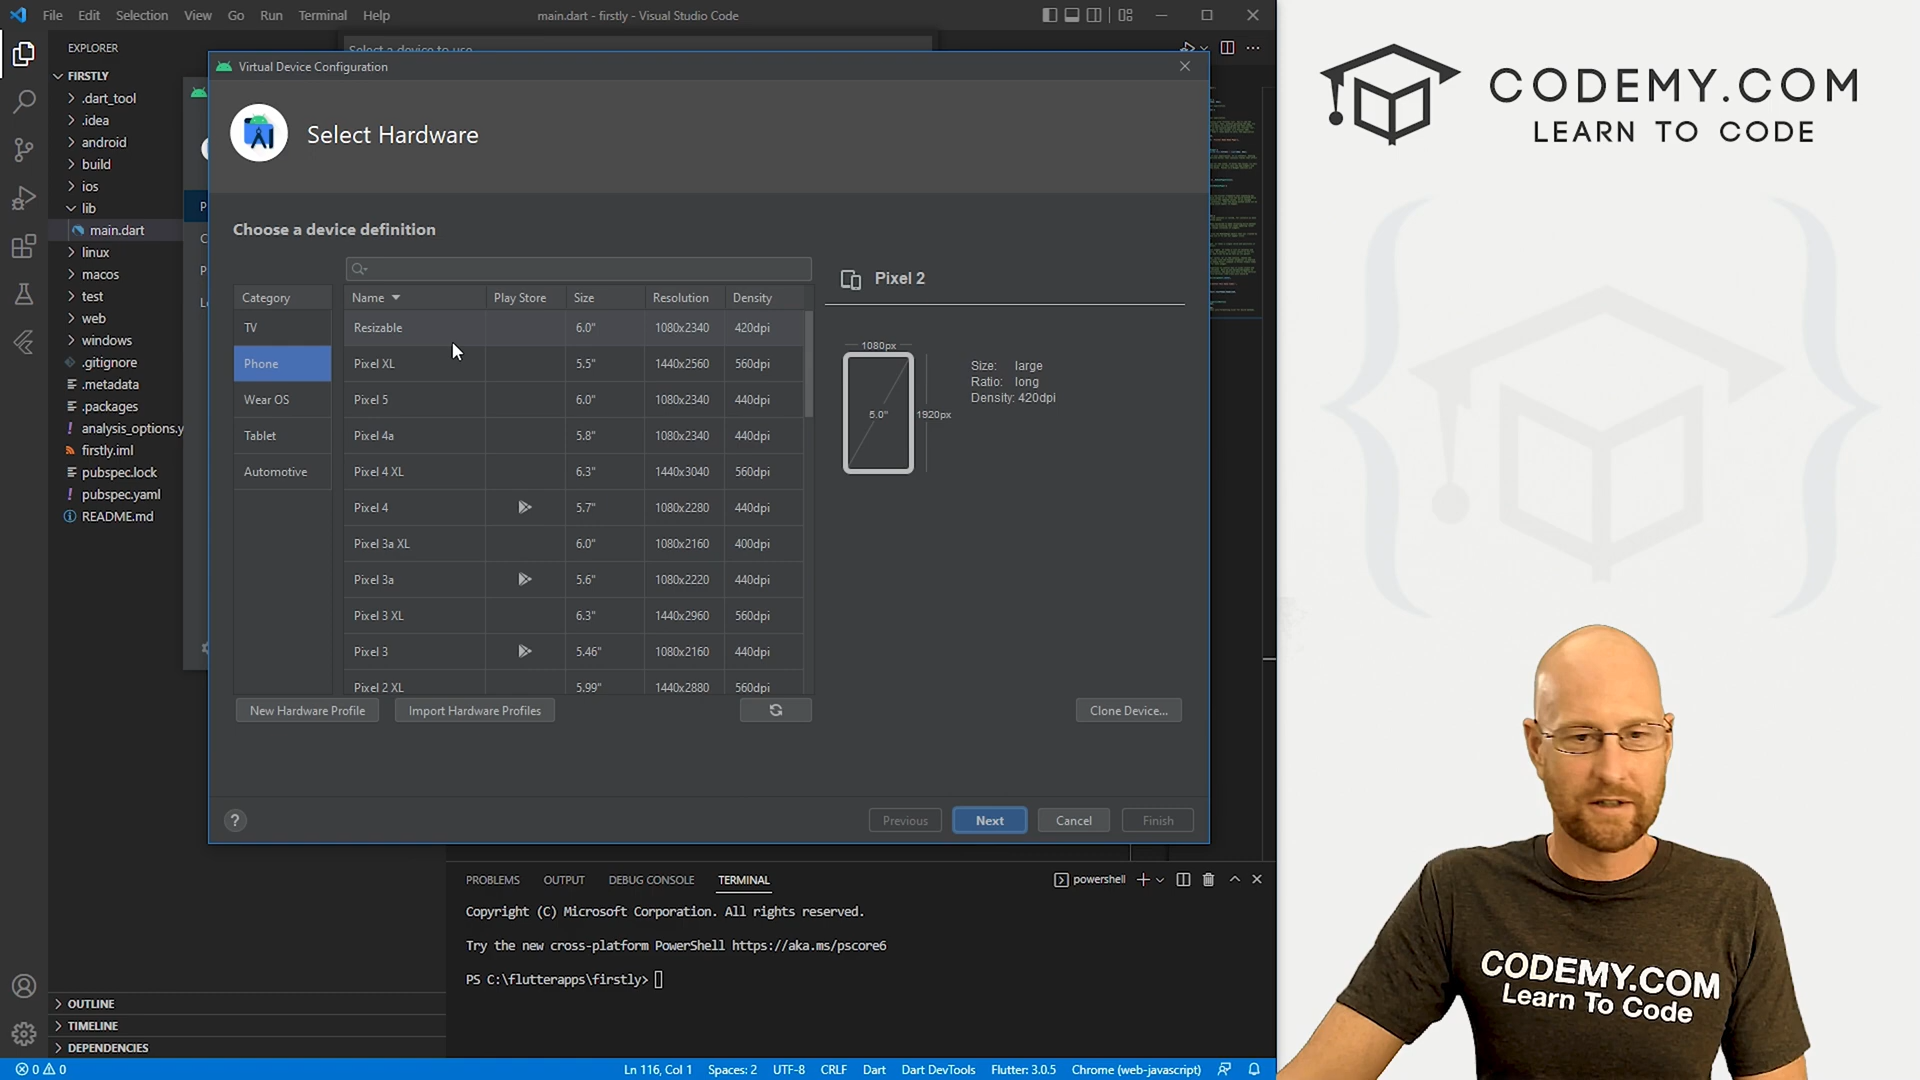 File Edit Selection View Go Run Terminal Help
main.dart - firstly - Visual Studio Code
EXPLORER
FIRSTLY
.dart_tool
.idea
android
build
ios
lib
main.dart
linux
macos
test
web
windows
.gitignore
.metadata
.packages
analysis_options.y
firstly.iml
pubspec.lock
pubspec.yaml
README.md
OUTLINE
TIMELINE
DEPENDENCIES
Select a device to use
Virtual Device Configuration
Select Hardware
Choose a device definition
Category
TV
Phone
Wear OS
Tablet
Automotive
Name Play Store Size Resolution Density
Resizable 6.0" 1080x2340 420dpi
Pixel XL 5.5" 1440x2560 560dpi
Pixel 5 6.0" 1080x2340 440dpi
Pixel 4a 5.8" 1080x2340 440dpi
Pixel 4 XL 6.3" 1440x3040 560dpi
Pixel 4 5.7" 1080x2280 440dpi
Pixel 3a XL 6.0" 1080x2160 400dpi
Pixel 3a 5.6" 1080x2220 440dpi
Pixel 3 XL 6.3" 1440x2960 560dpi
Pixel 3 5.46" 1080x2160 440dpi
Pixel 2 XL 5.99" 1440x2880 560dpi
Pixel 2
1080px
5.0"
1920px
Size: large
Ratio: long
Density: 420dpi
New Hardware Profile
Import Hardware Profiles
Clone Device...
?
Previous
Next
Cancel
Finish
PROBLEMS OUTPUT DEBUG CONSOLE TERMINAL
powershell
Copyright (C) Microsoft Corporation. All rights reserved.
Try the new cross-platform PowerShell https://aka.ms/pscore6
PS C:\flutterapps\firstly>
0 0
Ln 116, Col 1 Spaces: 2 UTF-8 CRLF Dart Dart DevTools Flutter: 3.0.5 Chrome (web-javascript)
CODEMY.COM
LEARN TO CODE
CODEMY.COM
Learn To Code